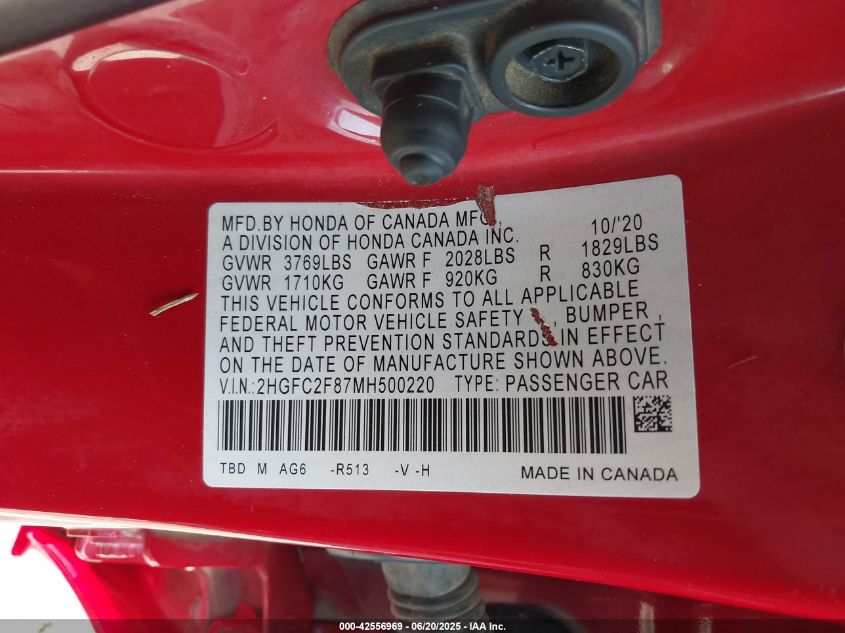 MFD.BY HONDA OF CANADA MFG., 10/'20
A DIVISION OF HONDA CANADA INC.
GVWR 3769LBS GAWR F 2028LBS R 1829LBS
GVWR 1710KG GAWR F 920KG R 830KG
THIS VEHICLE CONFORMS TO ALL APPLICABLE
FEDERAL MOTOR VEHICLE SAFETY , BUMPER ,
AND THEFT PREVENTION STANDARDS IN EFFECT
ON THE DATE OF MANUFACTURE SHOWN ABOVE.
V.I.N.:2HGFC2F87MH500220 TYPE: PASSENGER CAR
TBD M AG6 -R513 -V -H MADE IN CANADA
000-42556969 - 06/20/2025 - IAA Inc.